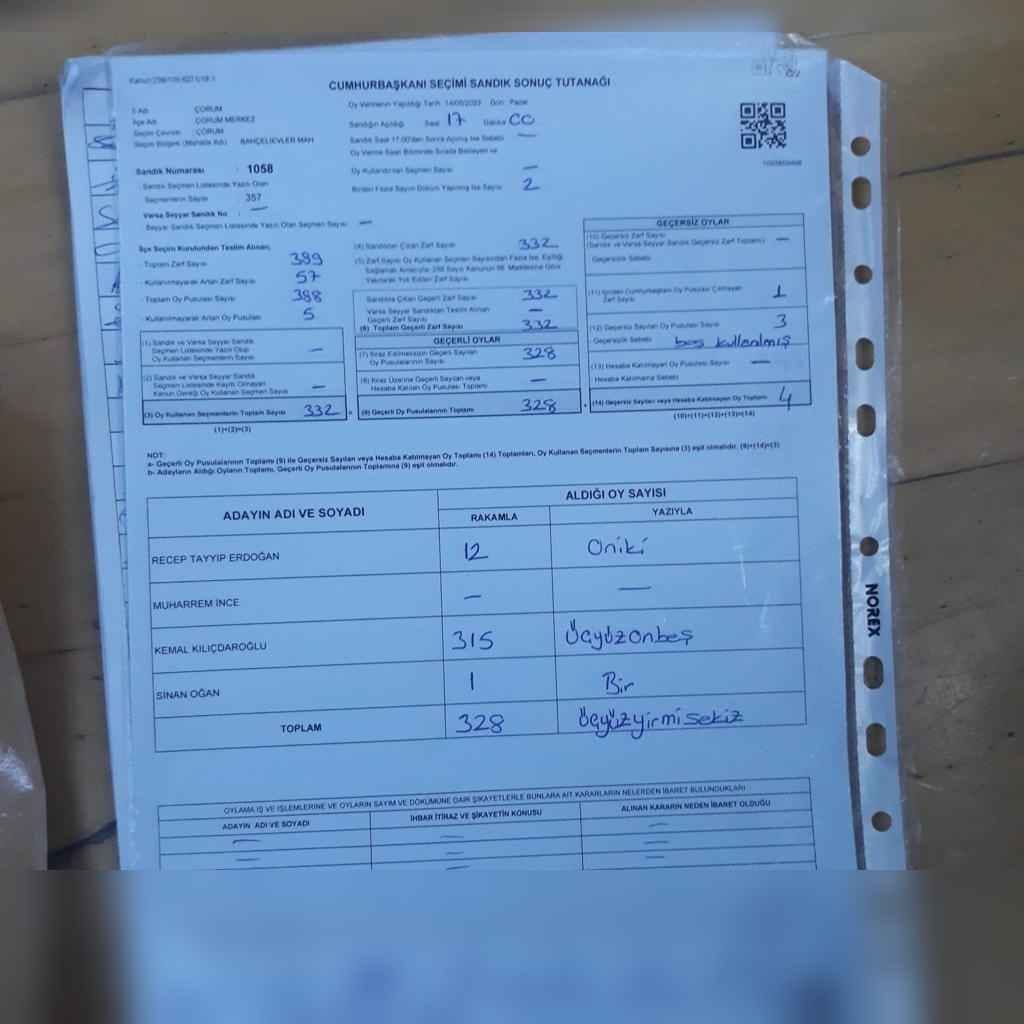 CUMHURBAŞKANI SEÇİMİ SANDIK SONUÇ TUTANAĞI
İl Adı : ÇORUM
İlçe Adı : ÇORUM MERKEZ
Seçim Çevresi : ÇORUM
Seçim Bölgesi (Mahalle Adı) BAHÇELİEVLER MAH
Oy Vermenin Yapıldığı Tarih 14/05/2023 Gün: Pazar
Sandığın Açıldığı Saat 17 Dakika 00
Sandık Saat 17.00'dan Sonra Açılmış İse Sebebi —
Oy Verme Saati Bitiminde Sırada Bekleyen ve
Oy Kullandırılan Seçmen Sayısı —
Birden Fazla Sayım Döküm Yapılmış İse Sayısı 2
Sandık Numarası : 1058
Sandık Seçmen Listesinde Yazılı Olan
Seçmenlerin Sayısı 357
Varsa Seyyar Sandık No : —
Seyyar Sandık Seçmen Listesinde Yazılı Olan Seçmen Sayısı —
İlçe Seçim Kurulundan Teslim Alınan;
- Toplam Zarf Sayısı 389
- Kullanılmayarak Artan Zarf Sayısı 57
- Toplam Oy Pusulası Sayısı 388
- Kullanılmayarak Artan Oy Pusulası 5
(1) Sandık ve Varsa Seyyar Sandık
Seçmen Listesinde Yazılı Olup
Oy Kullanan Seçmenlerin Sayısı —
(2) Sandık ve Varsa Seyyar Sandık
Seçmen Listesinde Kayıtlı Olmayan
Kanun Gereği Oy Kullanan Seçmen Sayısı —
(3) Oy Kullanan Seçmenlerin Toplam Sayısı 332
(1)+(2)=(3)
(4) Sandıktan Çıkan Zarf Sayısı 332
(5) Zarf Sayısı Oy Kullanan Seçmen Sayısından Fazla İse, Eşitliği
Sağlamak Amacıyla 298 Sayılı Kanunun 98. Maddesine Göre
Yakılarak Yok Edilen Zarf Sayısı
Sandıkta Çıkan Geçerli Zarf Sayısı 332
Varsa Seyyar Sandıktan Teslim Alınan
Geçerli Zarf Sayısı —
(6) Toplam Geçerli Zarf Sayısı 332
GEÇERLİ OYLAR
(7) İtiraz Edilmeksizin Geçerli Sayılan
Oy Pusulalarının Sayısı 328
(8) İtiraz Üzerine Geçerli Sayılan veya
Hesaba Katılan Oy Pusulası Toplamı —
(9) Geçerli Oy Pusulalarının Toplamı 328
GEÇERSİZ OYLAR
(10) Geçersiz Zarf Sayısı
(Sandık ve Varsa Seyyar Sandık Geçersiz Zarf Toplamı) —
Geçersizlik Sebebi
(11) İçinden Cumhurbaşkanı Oy Pusulası Çıkmayan
Zarf Sayısı 1
(12) Geçersiz Sayılan Oy Pusulası Sayısı 3
Geçersizlik Sebebi boş kullanılmış
(13) Hesaba Katılmayan Oy Pusulası Sayısı —
Hesaba Katılmama Sebebi
(14) Geçersiz Sayılan veya Hesaba Katılmayan Oy Toplamı 4
(10)+(11)+(12)+(13)=(14)
NOT:
a- Geçerli Oy Pusulalarının Toplamı (9) ile Geçersiz Sayılan veya Hesaba Katılmayan Oy Toplamı (14) Toplamları, Oy Kullanan Seçmenlerin Toplam Sayısına (3) eşit olmalıdır. (9)+(14)=(3)
b- Adayların Aldığı Oyların Toplamı, Geçerli Oy Pusulalarının Toplamına (9) eşit olmalıdır.
ADAYIN ADI VE SOYADI
ALDIĞI OY SAYISI
RAKAMLA YAZIYLA
RECEP TAYYIP ERDOĞAN 12 Oniki
MUHARREM İNCE — —
KEMAL KILIÇDAROĞLU 315 Üçyüzonbeş
SİNAN OĞAN 1 Bir
TOPLAM 328 Üçyüzyirmisekiz
OYLAMA İŞ VE İŞLEMLERİNE VE OYLARIN SAYIM VE DÖKÜMÜNE DAİR ŞİKAYETLERLE BUNLARA AİT KARARLARIN NELERDEN İBARET BULUNDUKLARI
ADAYIN ADI VE SOYADI İHBAR İTİRAZ VE ŞİKAYETİN KONUSU ALINAN KARARIN NEDEN İBARET OLDUĞU
— — —
— — —
NOREX